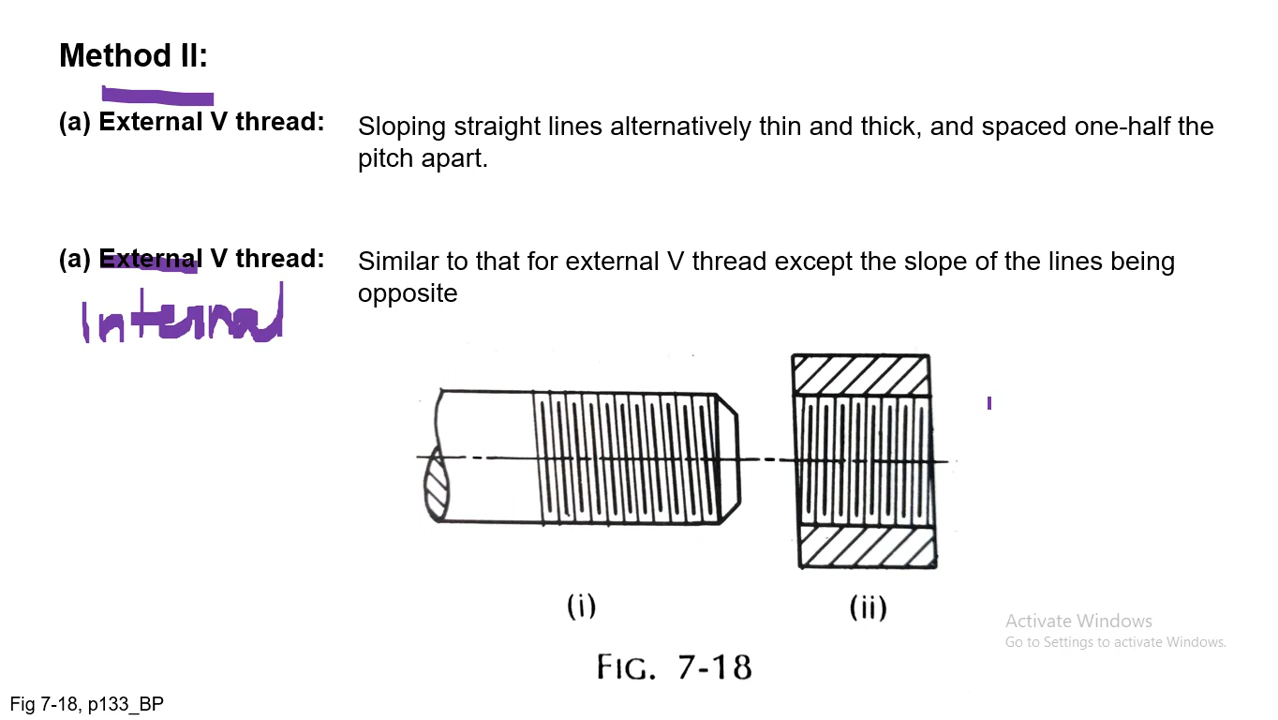 Method II:
(a) External V thread: Sloping straight lines alternatively thin and thick, and spaced one-half the
pitch apart.
(a) External V thread: Similar to that for external V thread except the slope of the lines being
opposite
Internal
(i) (ii)
FIG. 7-18
Activate Windows
Go to Settings to activate Windows.
Fig 7-18, p133_BP